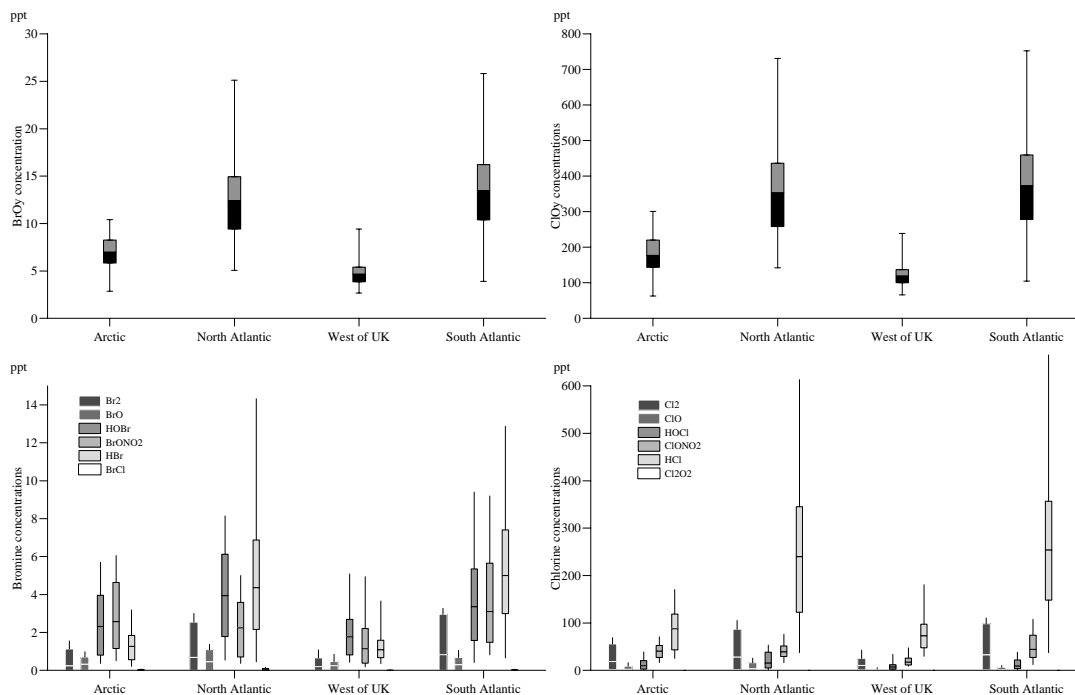 ppt
30
25
20
15
10
5
0
BrOy concentration
Arctic North Atlantic West of UK South Atlantic
ppt
800
700
600
500
400
300
200
100
0
ClOy concentrations
Arctic North Atlantic West of UK South Atlantic
ppt
14
12
10
8
6
4
2
0
Bromine concentrations
Br2
BrO
HOBr
BrONO2
HBr
BrCl
Arctic North Atlantic West of UK South Atlantic
ppt
600
500
400
300
200
100
0
Chlorine concentrations
Cl2
ClO
HOCl
ClONO2
HCl
Cl2O2
Arctic North Atlantic West of UK South Atlantic